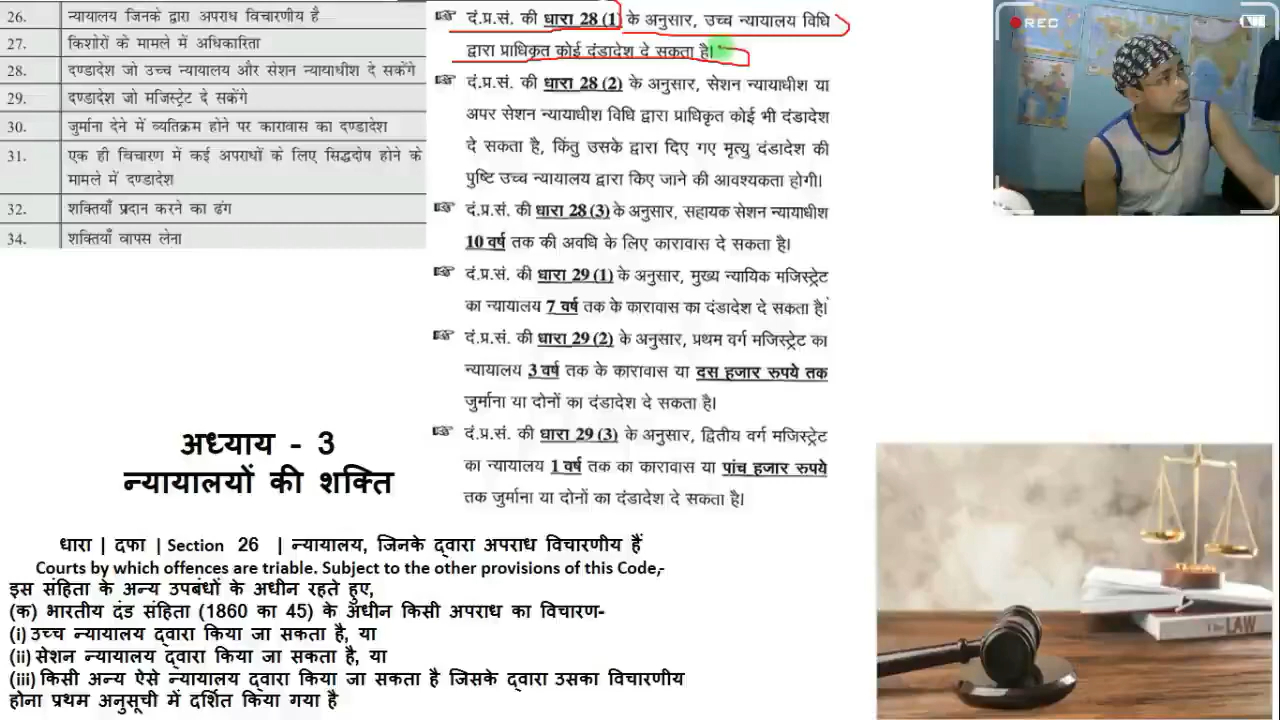 26. न्यायालय जिनके द्वारा अपराध विचारणीय है
27. किशोरों के मामले में अधिकारिता
28. दण्डादेश जो उच्च न्यायालय और सेशन न्यायाधीश दे सकेंगे
29. दण्डादेश जो मजिस्ट्रेट दे सकेंगे
30. जुर्माना देने में व्यतिक्रम होने पर कारावास का दण्डादेश
31. एक ही विचारण में कई अपराधों के लिए सिद्धदोष होने के
मामले में दण्डादेश
32. शक्तियाँ प्रदान करने का ढंग
34. शक्तियाँ वापस लेना
☞ दं.प्र.सं. की धारा 28 (1) के अनुसार, उच्च न्यायालय विधि
द्वारा प्राधिकृत कोई दंडादेश दे सकता है।
☞ दं.प्र.सं. की धारा 28 (2) के अनुसार, सेशन न्यायाधीश या
अपर सेशन न्यायाधीश विधि द्वारा प्राधिकृत कोई भी दंडादेश
दे सकता है, किंतु उसके द्वारा दिए गए मृत्यु दंडादेश की
पुष्टि उच्च न्यायालय द्वारा किए जाने की आवश्यकता होगी।
☞ दं.प्र.सं. की धारा 28 (3) के अनुसार, सहायक सेशन न्यायाधीश
10 वर्ष तक की अवधि के लिए कारावास दे सकता है।
☞ दं.प्र.सं. की धारा 29 (1) के अनुसार, मुख्य न्यायिक मजिस्ट्रेट
का न्यायालय 7 वर्ष तक के कारावास का दंडादेश दे सकता है।
☞ दं.प्र.सं. की धारा 29 (2) के अनुसार, प्रथम वर्ग मजिस्ट्रेट का
न्यायालय 3 वर्ष तक के कारावास या दस हजार रुपये तक
जुर्माना या दोनों का दंडादेश दे सकता है।
☞ दं.प्र.सं. की धारा 29 (3) के अनुसार, द्वितीय वर्ग मजिस्ट्रेट
का न्यायालय 1 वर्ष तक का कारावास या पांच हजार रुपये
तक जुर्माना या दोनों का दंडादेश दे सकता है।
REC
अध्याय - 3
न्यायालयों की शक्ति
धारा | दफा | Section 26 | न्यायालय, जिनके द्वारा अपराध विचारणीय हैं
Courts by which offences are triable. Subject to the other provisions of this Code,-
इस संहिता के अन्य उपबंधों के अधीन रहते हुए,
(क) भारतीय दंड संहिता (1860 का 45) के अधीन किसी अपराध का विचारण-
(i) उच्च न्यायालय द्वारा किया जा सकता है, या
(ii) सेशन न्यायालय द्वारा किया जा सकता है, या
(iii) किसी अन्य ऐसे न्यायालय द्वारा किया जा सकता है जिसके द्वारा उसका विचारणीय
होना प्रथम अनुसूची में दर्शित किया गया है
LAW